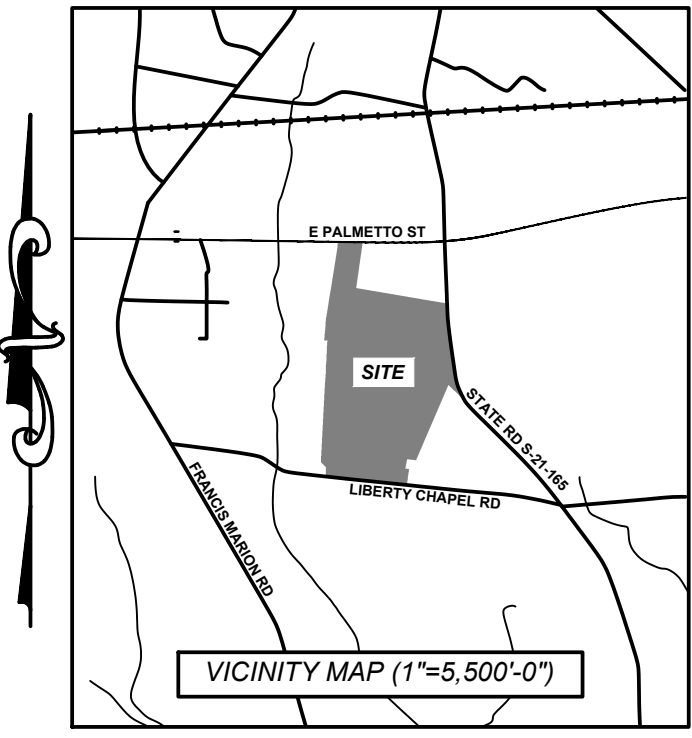 E PALMETTO ST
SITE
STATE RD S-21-165
LIBERTY CHAPEL RD
FRANCIS MARION RD
VICINITY MAP (1"=5,500'-0")